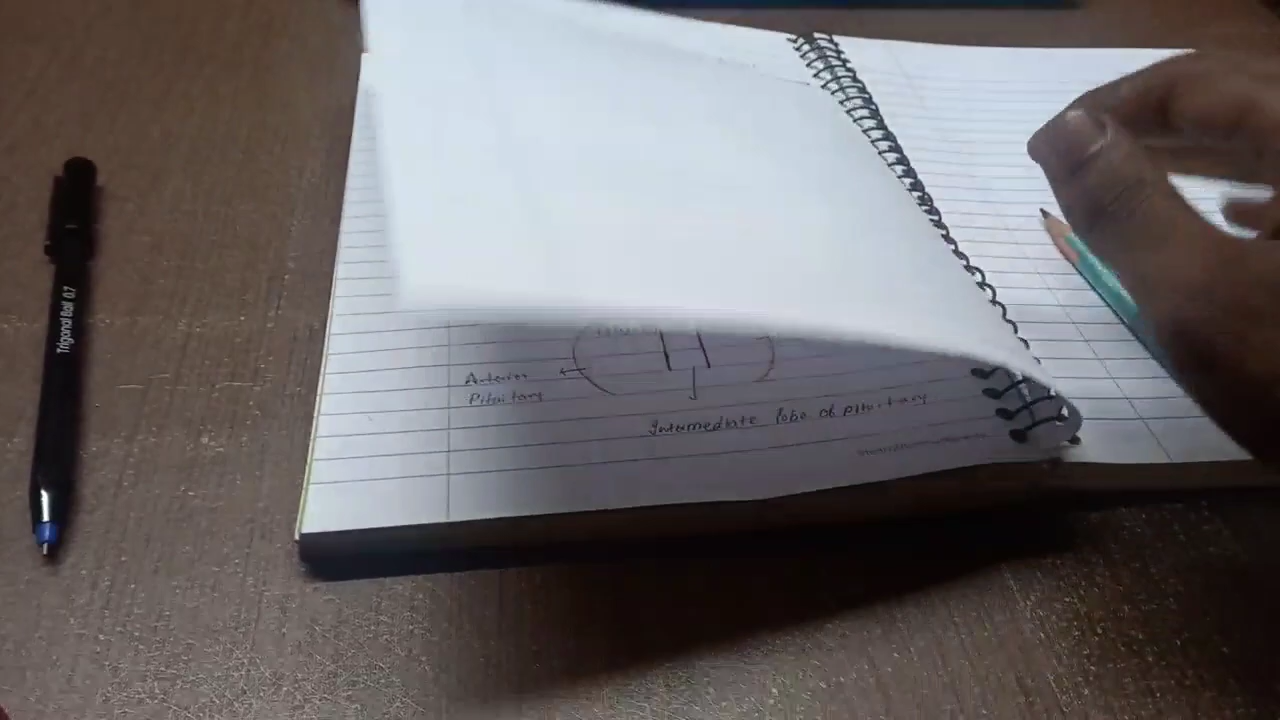 Trigonal Ball 0.7
Anterior
Pituitary
Intermediate lobe of pituitary